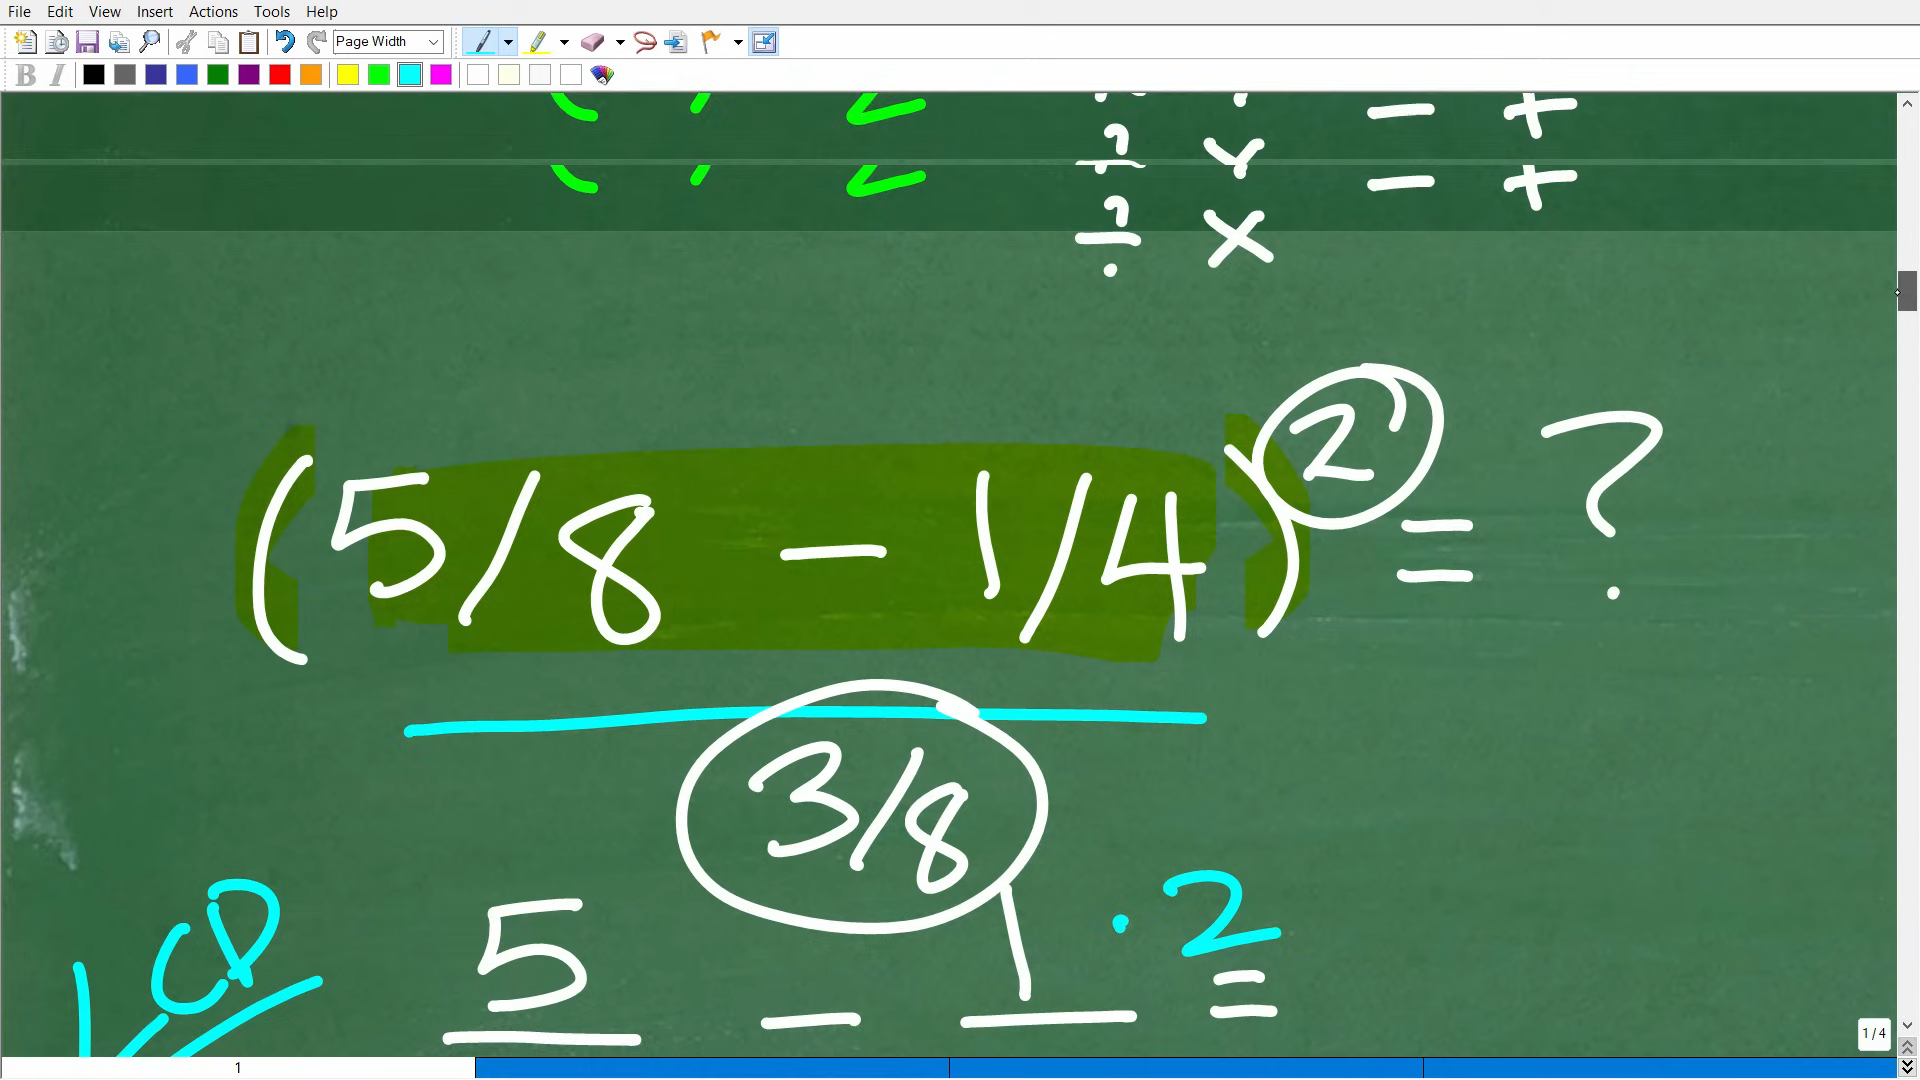 File Edit View Insert Actions Tools Help
Page Width
B I
? ×
÷ - +
? ×
÷
(5/8 - 1/4)² = ?
3/8
LCD 5 - 1 · 2 =
1 / 4
1